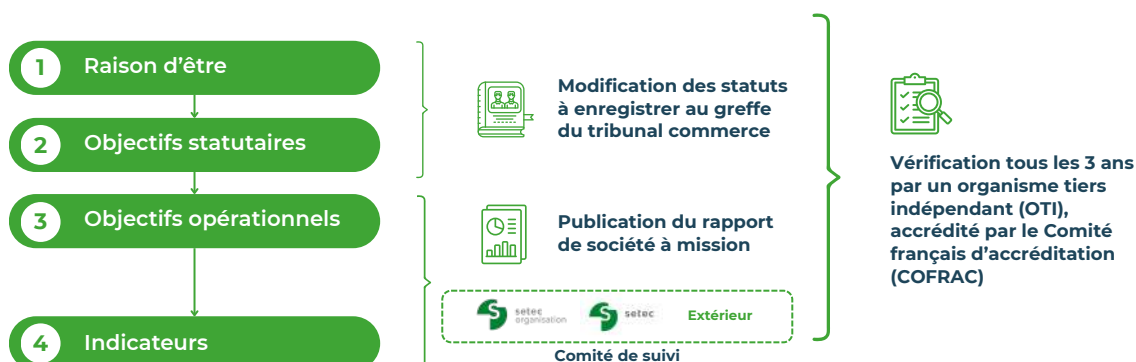 1 Raison d'être
2 Objectifs statutaires
3 Objectifs opérationnels
4 Indicateurs
Modification des statuts
à enregistrer au greffe
du tribunal commerce
Publication du rapport
de société à mission
setec
organisation
setec
Extérieur
Comité de suivi
Vérification tous les 3 ans
par un organisme tiers
indépendant (OTI),
accrédité par le Comité
français d'accréditation
(COFRAC)